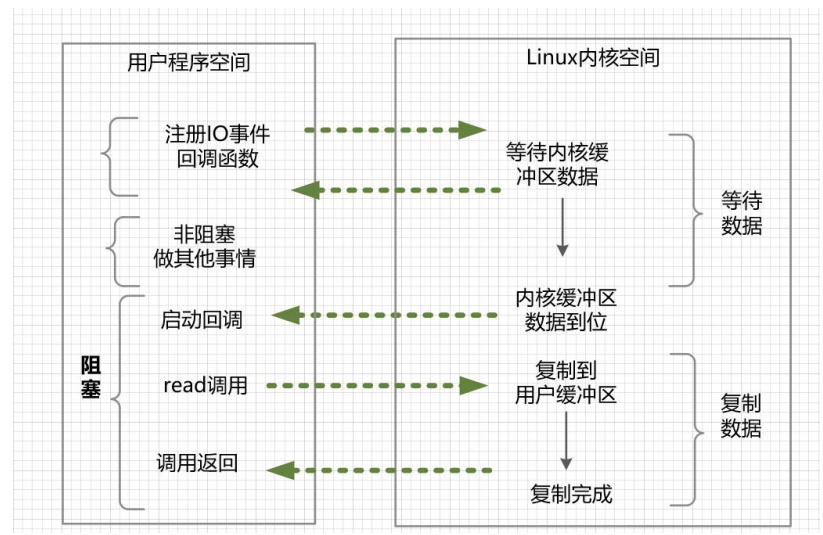 用户程序空间
Linux内核空间
注册IO事件
回调函数
等待内核缓
冲区数据
等待
数据
非阻塞
做其他事情
内核缓冲区
数据到位
启动回调
阻
塞
read调用
复制到
用户缓冲区
复制
数据
调用返回
复制完成